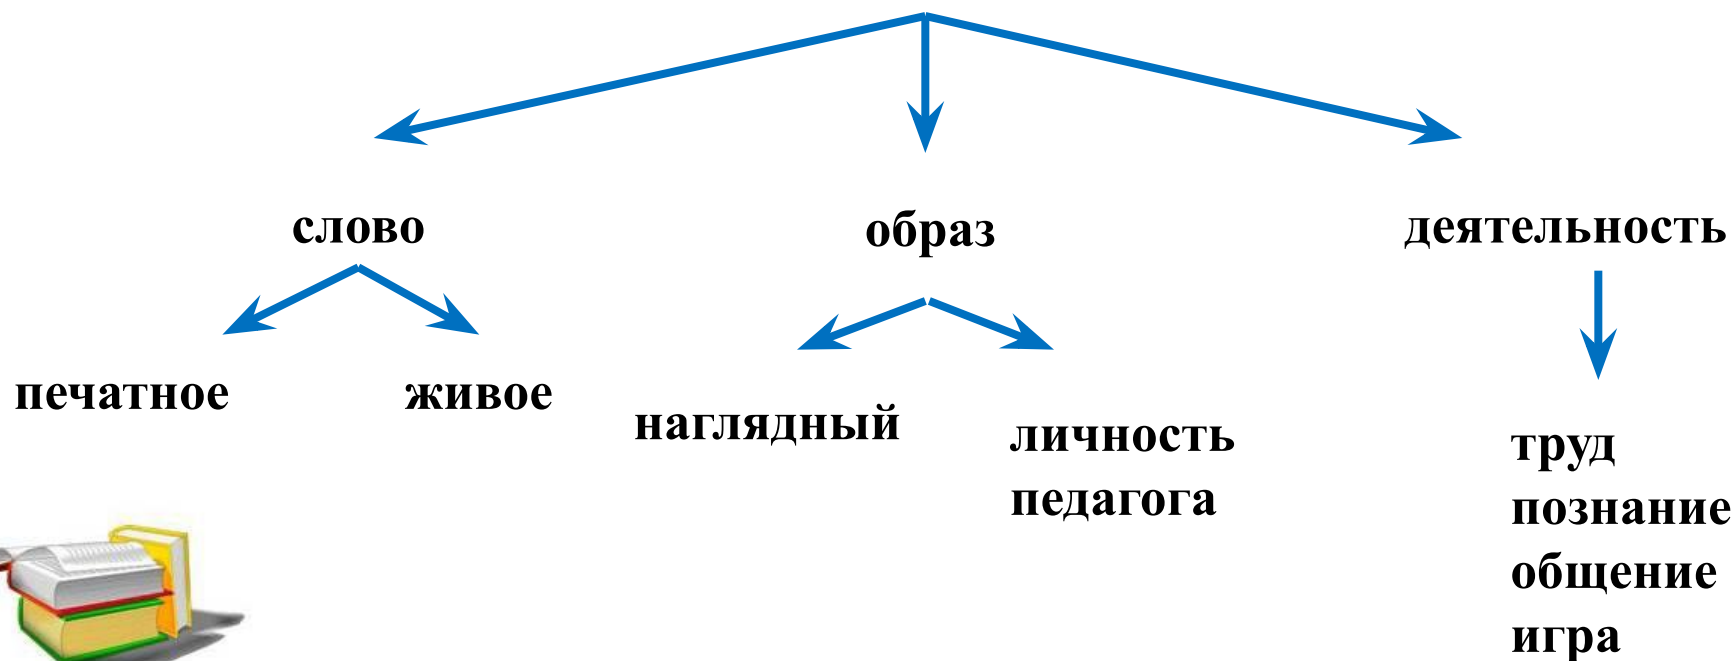 слово
образ
деятельность
печатное
живое
наглядный
личность
педагога
труд
познание
общение
игра